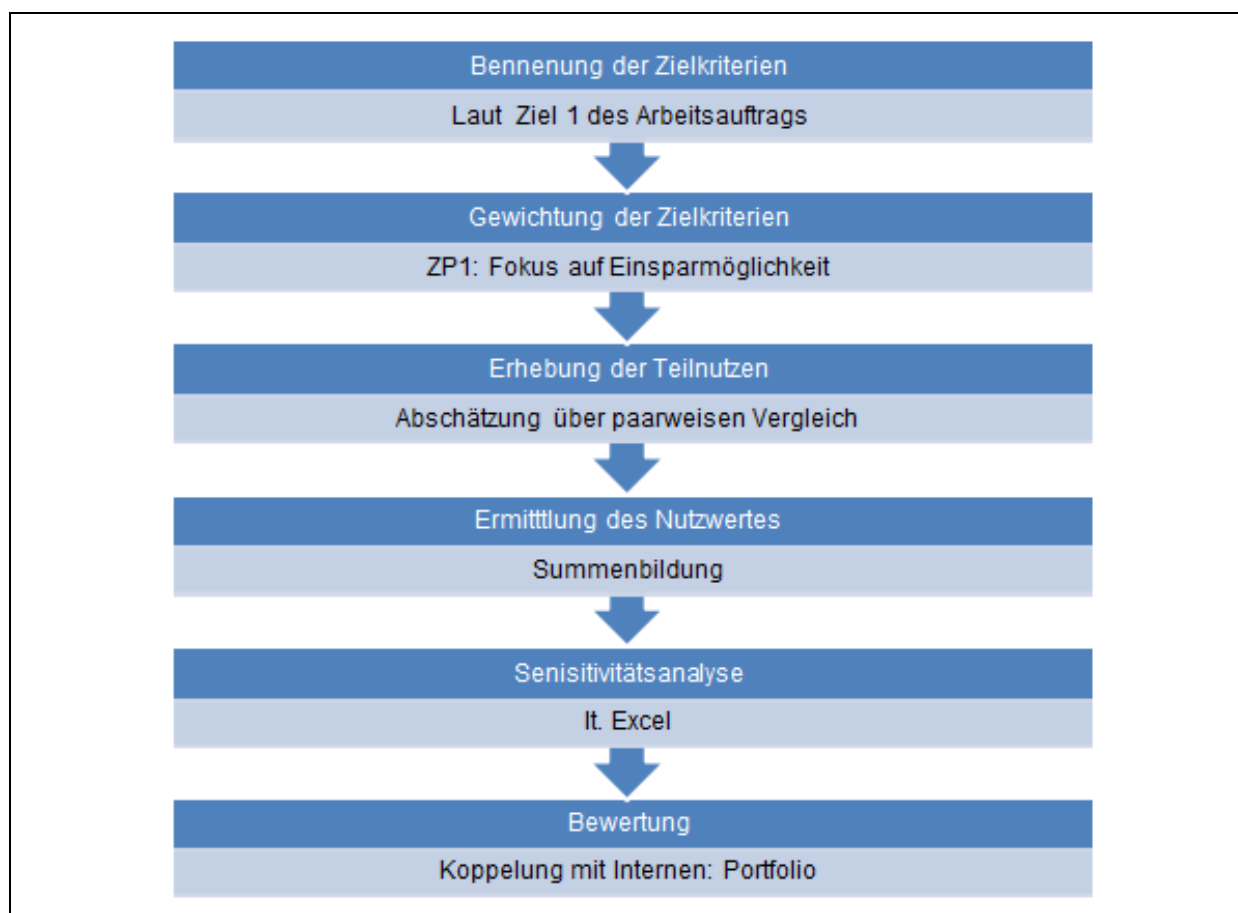 Bennenung der Zielkriterien
Laut Ziel 1 des Arbeitsauftrags
Gewichtung der Zielkriterien
ZP1: Fokus auf Einsparmöglichkeit
Erhebung der Teilnutzen
Abschätzung über paarweisen Vergleich
Ermitttlung des Nutzwertes
Summenbildung
Senisitivitätsanalyse
lt. Excel
Bewertung
Koppelung mit Internen: Portfolio